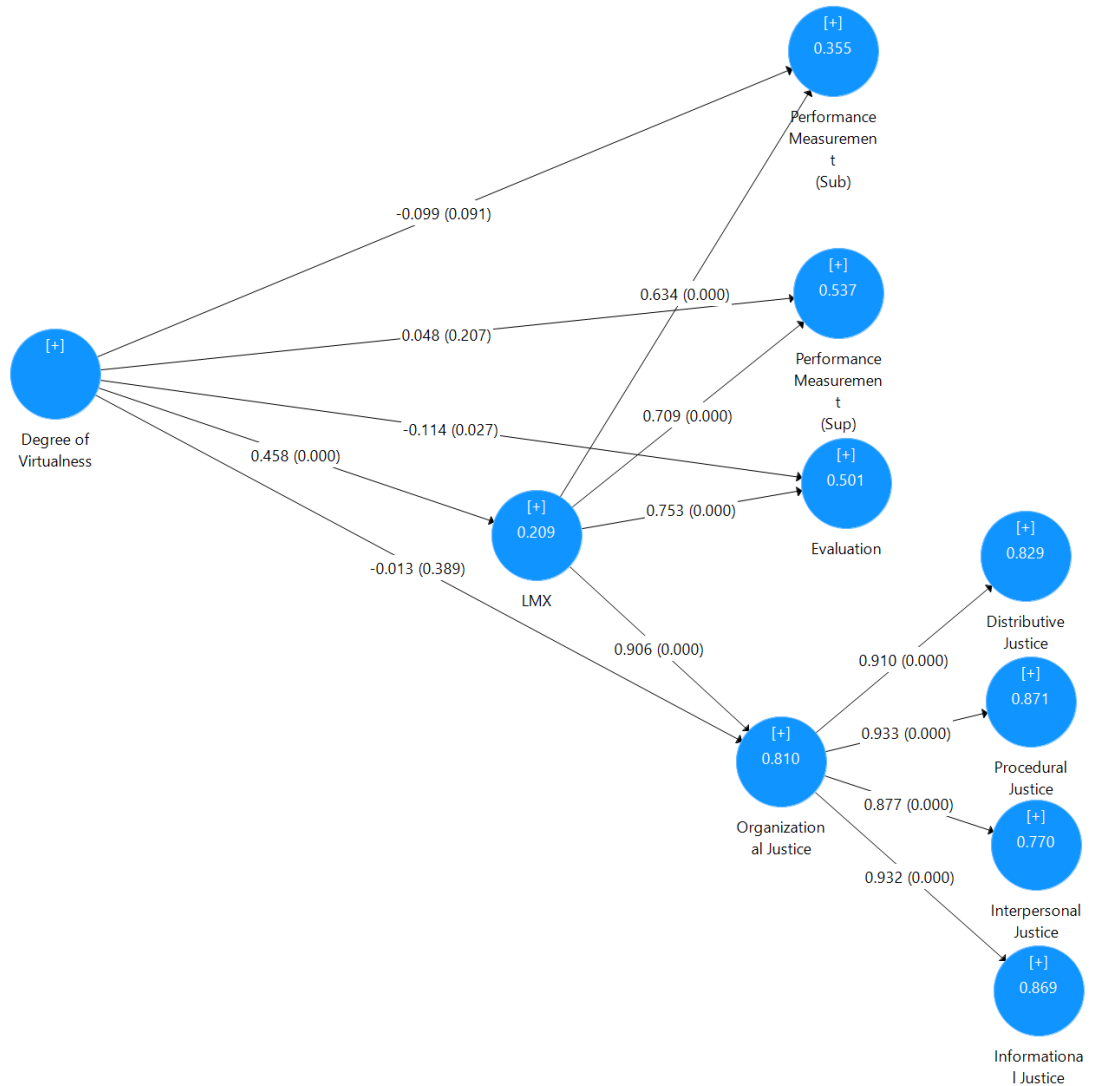 [+]
0.355
Performance
Measuremen
t
(Sub)
-0.099 (0.091)
[+]
0.537
Performance
Measuremen
t
(Sup)
0.634 (0.000)
0.048 (0.207)
[+]
Degree of
Virtualness
0.709 (0.000)
-0.114 (0.027)
[+]
0.501
Evaluation
0.458 (0.000)
0.753 (0.000)
[+]
0.209
LMX
[+]
0.829
Distributive
Justice
-0.013 (0.389)
0.906 (0.000)
0.910 (0.000)
[+]
0.871
Procedural
Justice
0.933 (0.000)
[+]
0.810
Organization
al Justice
0.877 (0.000)
[+]
0.770
Interpersonal
Justice
0.932 (0.000)
[+]
0.869
Informationa
l Justice